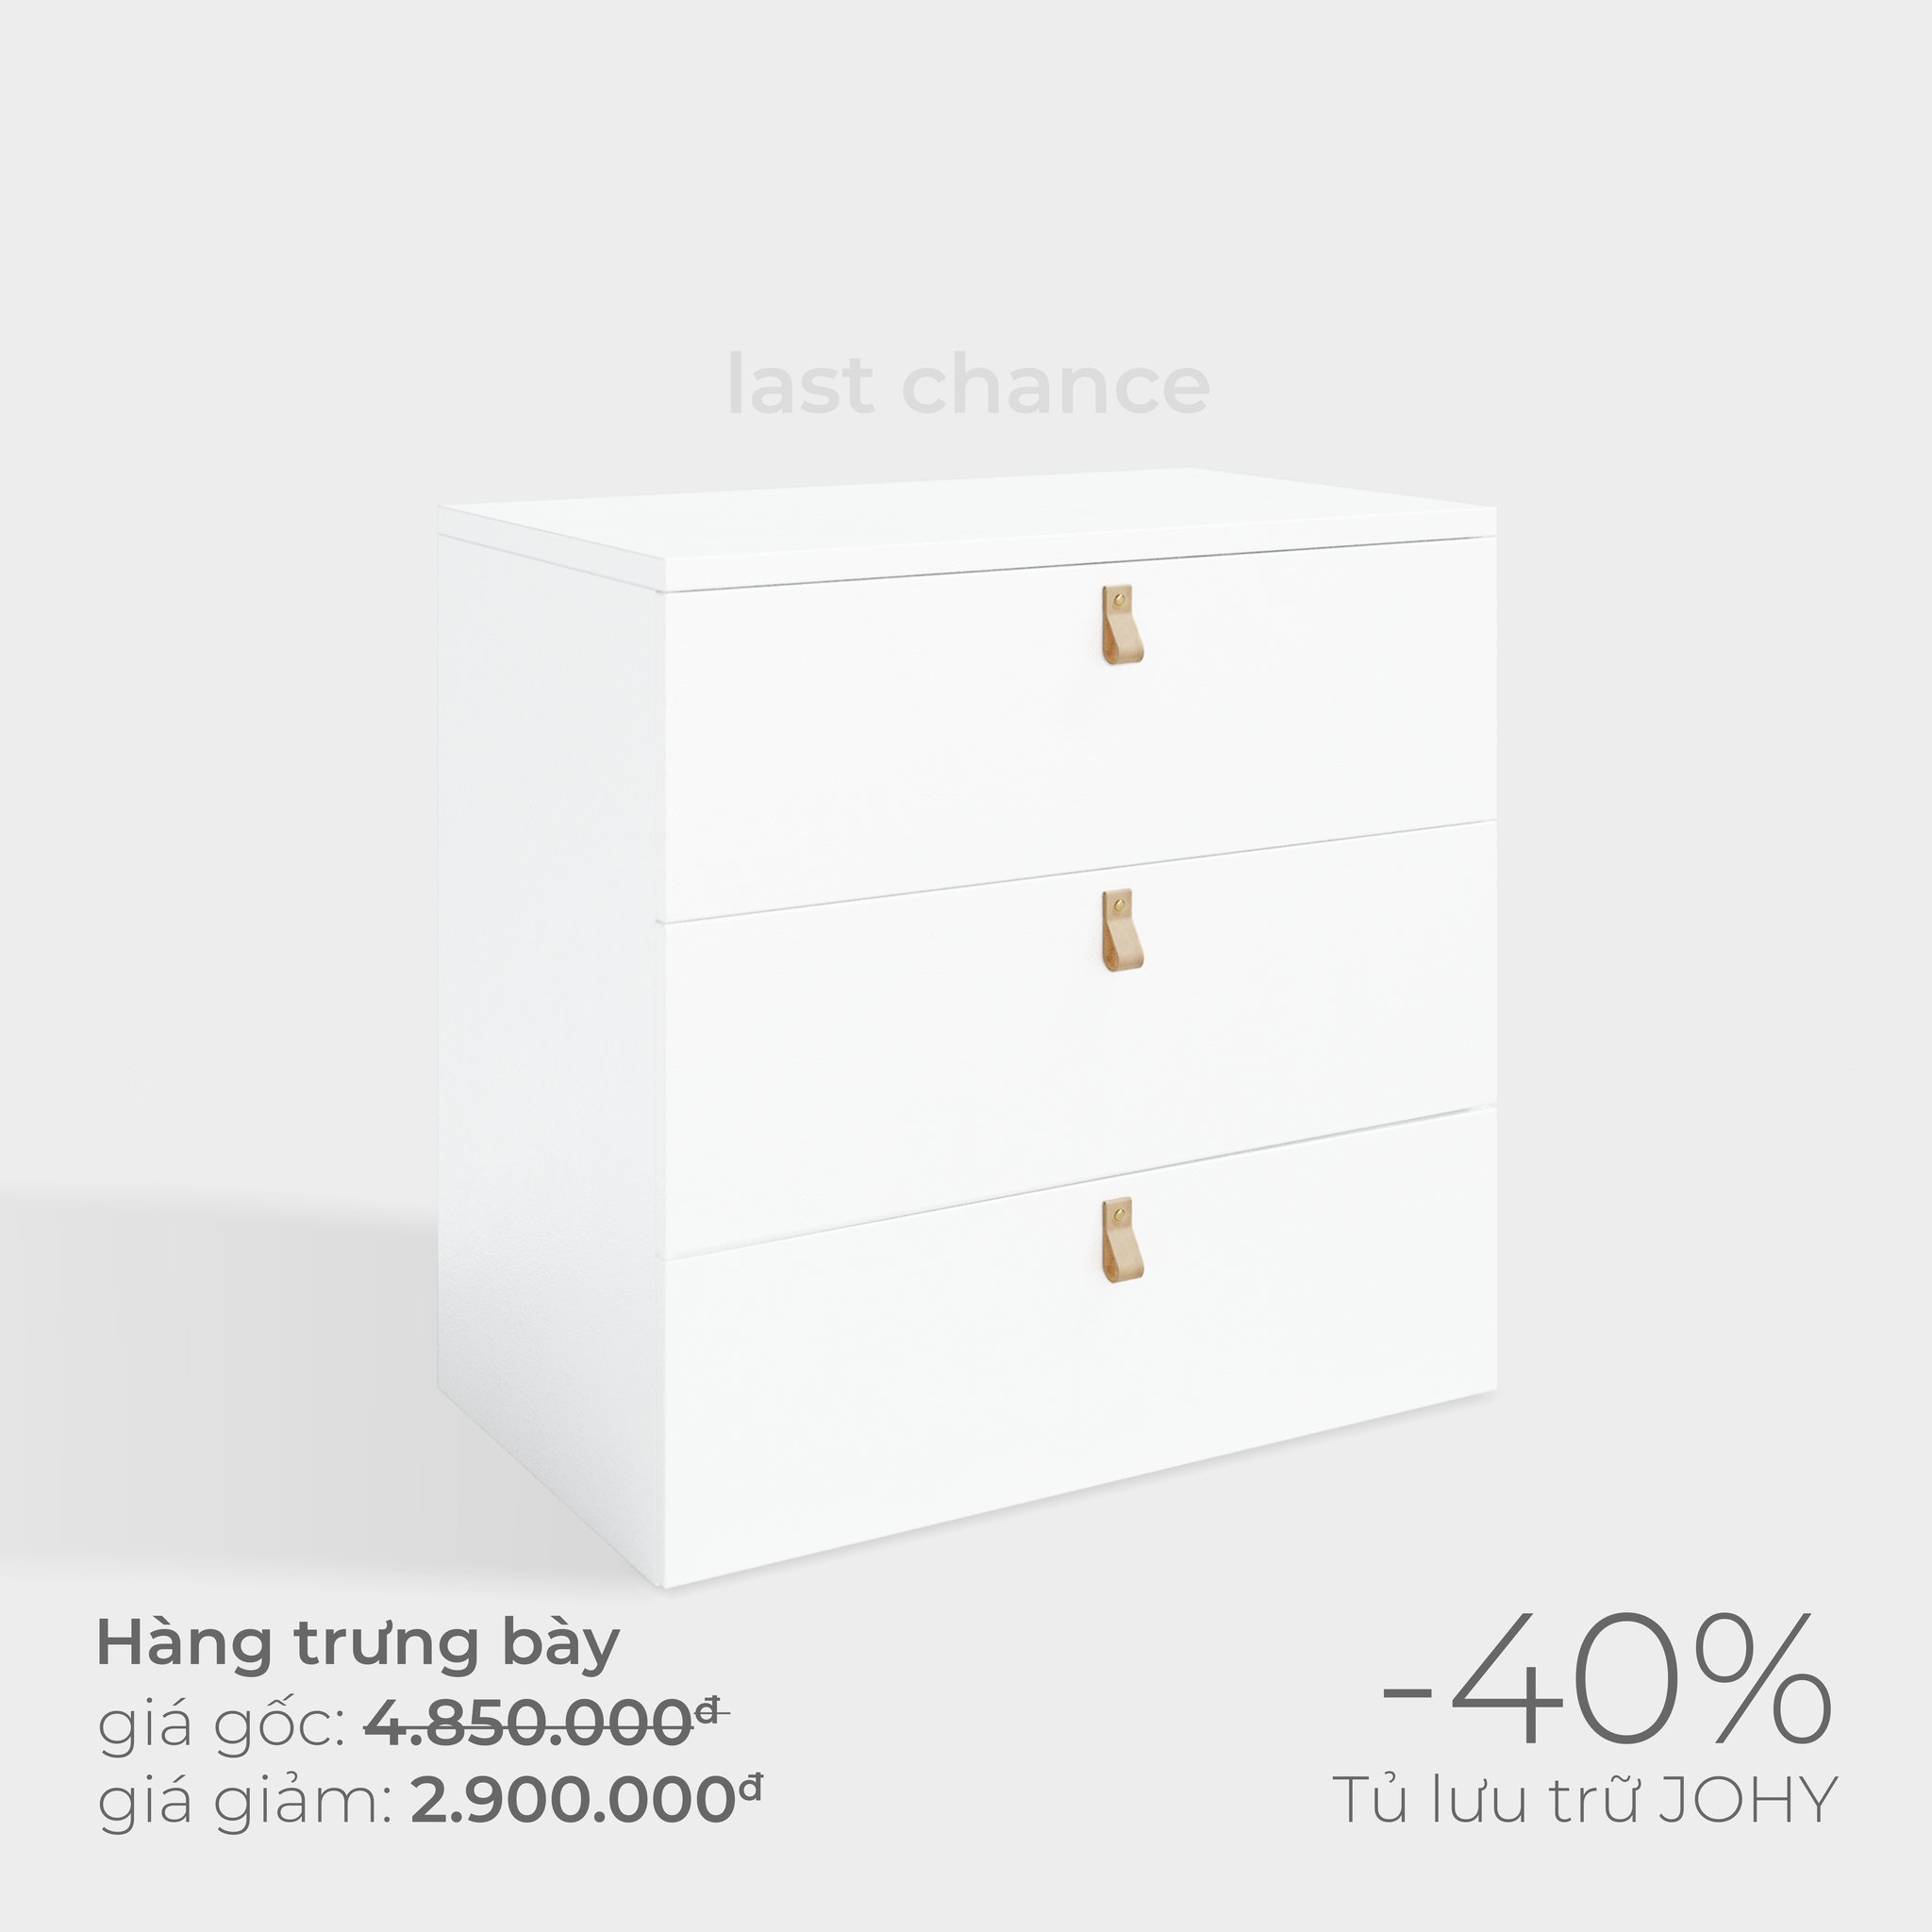 last chance
Hàng trưng bày
giá gốc: 4.850.000đ
giá giảm: 2.900.000đ
-40%
Tủ lưu trữ JOHY